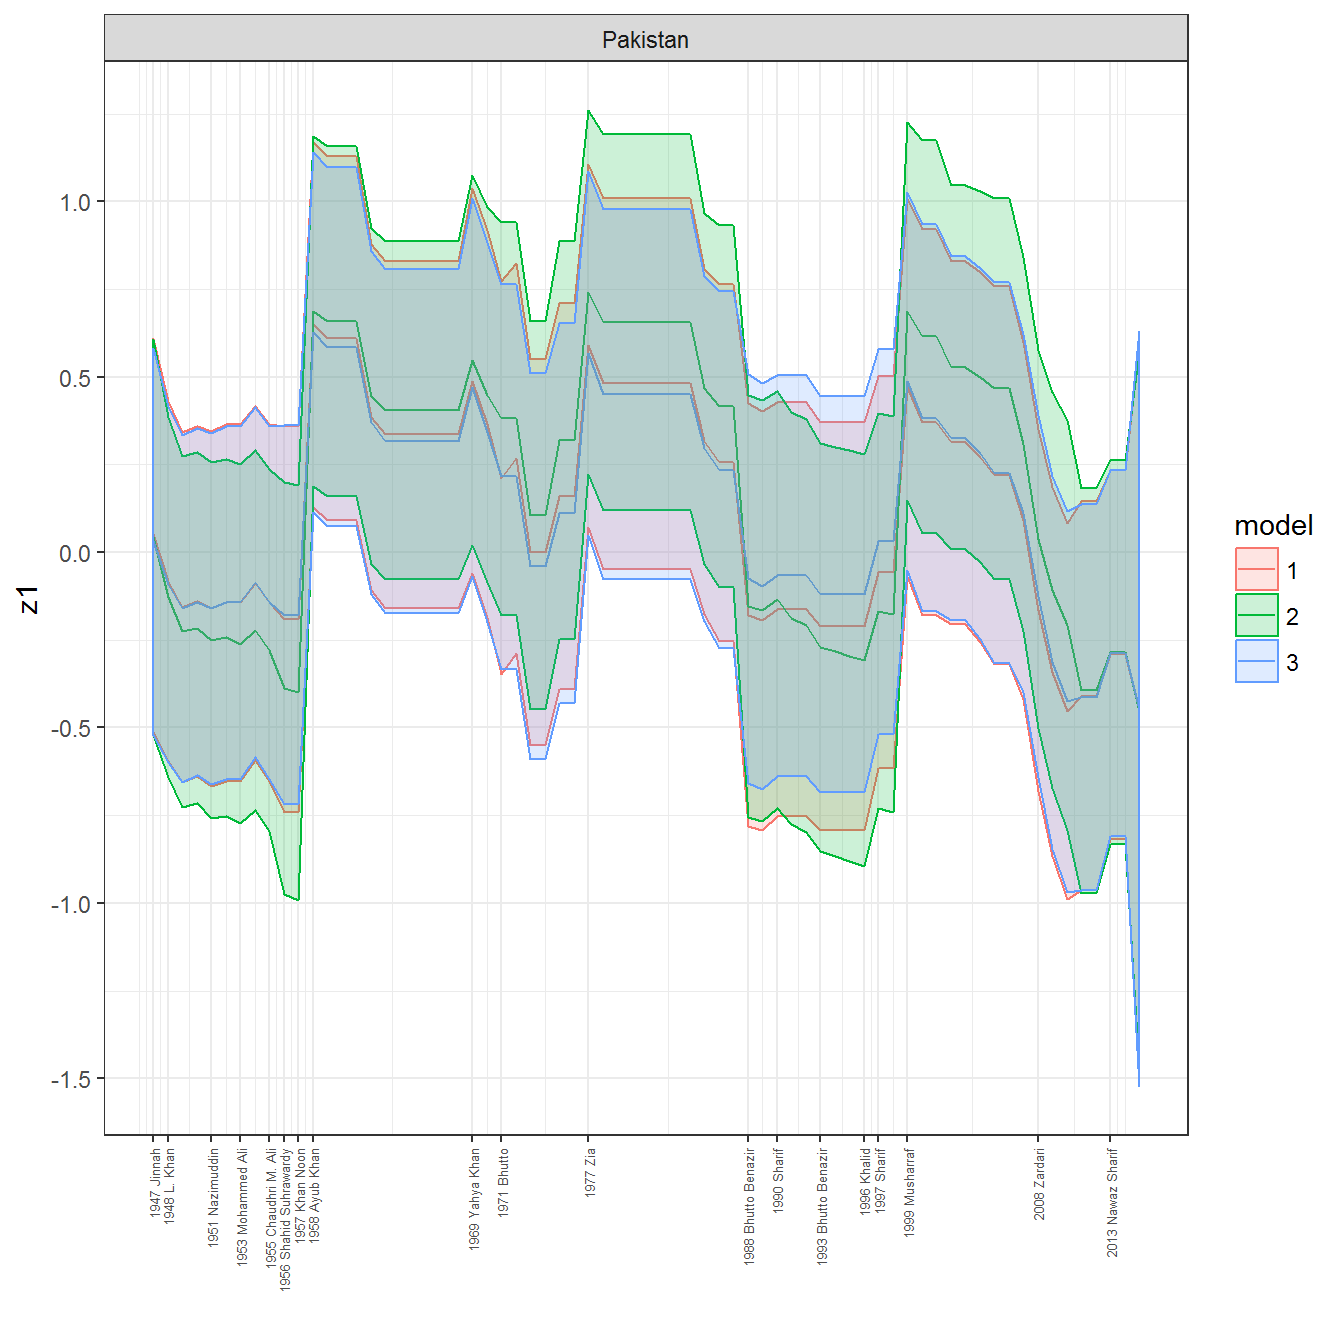 Pakistan
1.0
0.5
0.0
-0.5
-1.0
-1.5
z1
1947 Jinnah
1948 L. Khan
1951 Nazimuddin
1953 Mohammed Ali
1955 Chaudhri M. Ali
1956 Shahid Suhrawardy
1957 Khan Noon
1958 Ayub Khan
1969 Yahya Khan
1971 Bhutto
1977 Zia
1988 Bhutto Benazir
1990 Sharif
1993 Bhutto Benazir
1996 Khalid
1997 Sharif
1999 Musharraf
2008 Zardari
2013 Nawaz Sharif
model
1
2
3